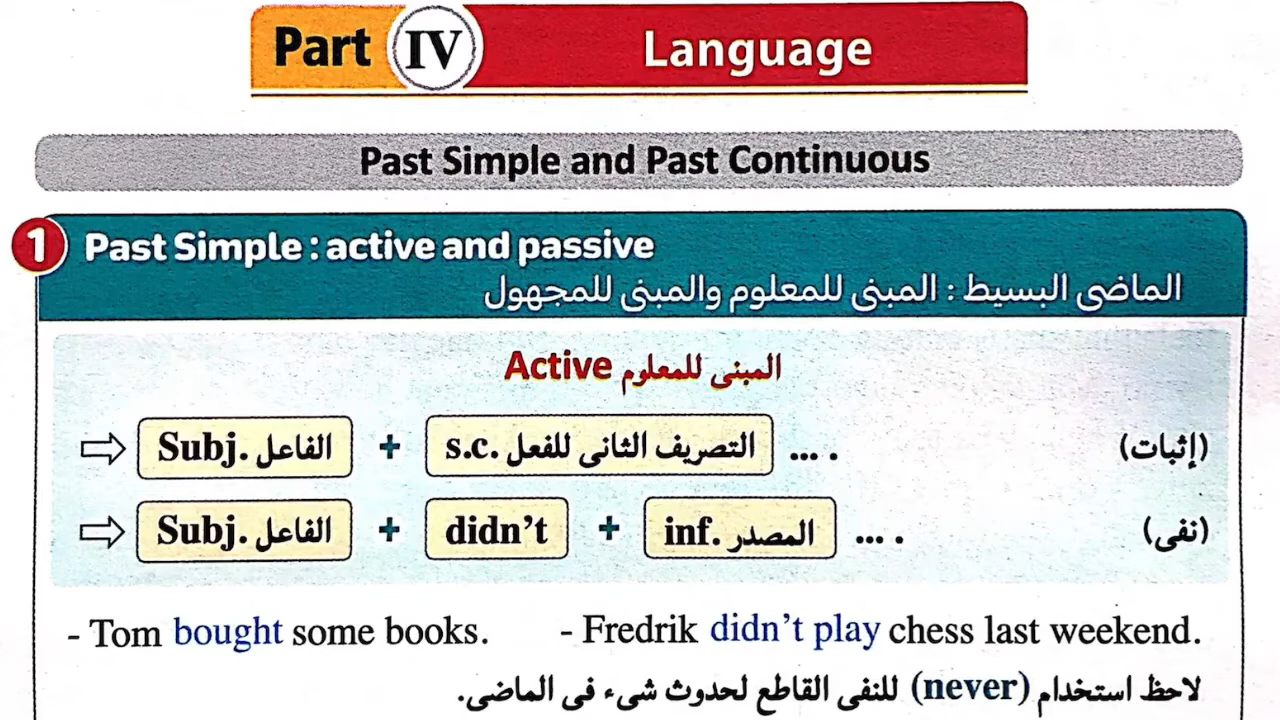 Part IV Language
Past Simple and Past Continuous
1 Past Simple : active and passive
الماضى البسيط : المبنى للمعلوم والمبنى للمجهول
Active المبنى للمعلوم
⇨ Subj. الفاعل + s.c. التصريف الثانى للفعل ... . (إثبات)
⇨ Subj. الفاعل + didn't + inf. المصدر ... . (نفى)
- Tom bought some books. - Fredrik didn't play chess last weekend.
لاحظ استخدام (never) للنفى القاطع لحدوث شىء فى الماضى.